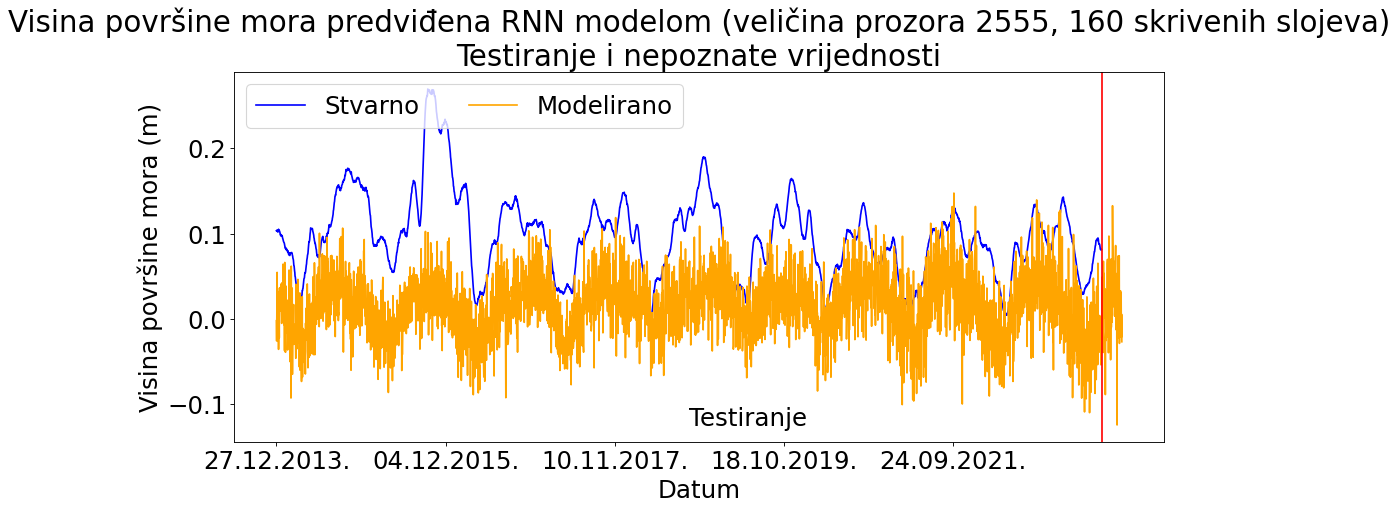 Visina površine mora predviđena RNN modelom (veličina prozora 2555, 160 skrivenih slojeva)
Testiranje i nepoznate vrijednosti
Stvarno
Modelirano
Visina površine mora (m)
0.2
0.1
0.0
−0.1
Testiranje
27.12.2013.
04.12.2015.
10.11.2017.
18.10.2019.
24.09.2021.
Datum